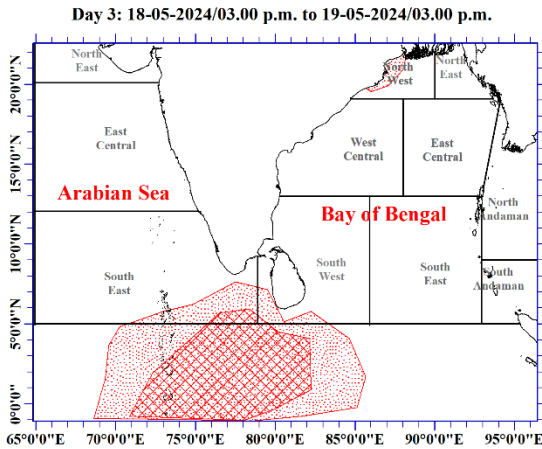 Day 3: 18-05-2024/03.00 p.m. to 19-05-2024/03.00 p.m.
North
East
North
West
North
East
20°0'0"N
East
Central
West
Central
East
Central
15°0'0"N
Arabian Sea
Bay of Bengal
North
Andaman
10°0'0"N
South
East
South
West
South
East
South
Andaman
5°0'0"N
0°0'0"
65°0'0"E 70°0'0"E 75°0'0"E 80°0'0"E 85°0'0"E 90°0'0"E 95°0'0"E